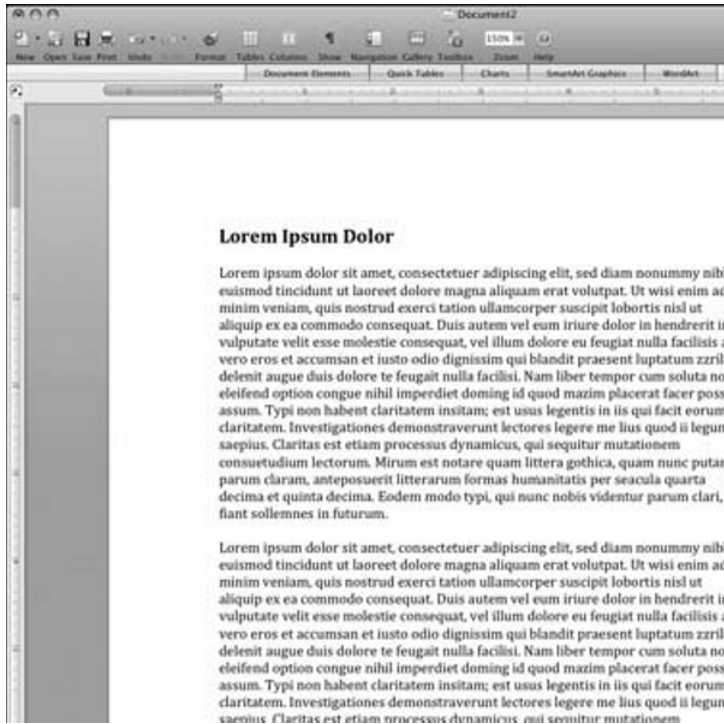 Document2
150%
New Open Save Print Undo Format Tables Columns Show Navigation Gallery Toolbox Zoom Help
Document Elements Quick Tables Charts SmartArt Graphics WordArt
Lorem Ipsum Dolor
Lorem ipsum dolor sit amet, consectetuer adipiscing elit, sed diam nonummy nibl
euismod tincidunt ut laoreet dolore magna aliquam erat volutpat. Ut wisi enim ad
minim veniam, quis nostrud exerci tation ullamcorper suscipit lobortis nisl ut
aliquip ex ea commodo consequat. Duis autem vel eum iriure dolor in hendrerit i
vulputate velit esse molestie consequat, vel illum dolore eu feugiat nulla facilisis a
vero eros et accumsan et iusto odio dignissim qui blandit praesent luptatum zzril
delenit augue duis dolore te feugait nulla facilisi. Nam liber tempor cum soluta no
eleifend option congue nihil imperdiet doming id quod mazim placerat facer poss
assum. Typi non habent claritatem insitam; est usus legentis in iis qui facit eorum
claritatem. Investigationes demonstraverunt lectores legere me lius quod ii legun
saepius. Claritas est etiam processus dynamicus, qui sequitur mutationem
consuetudium lectorum. Mirum est notare quam littera gothica, quam nunc putar
parum claram, anteposuerit litterarum formas humanitatis per seacula quarta
decima et quinta decima. Eodem modo typi, qui nunc nobis videntur parum clari,
fiant sollemnes in futurum.
Lorem ipsum dolor sit amet, consectetuer adipiscing elit, sed diam nonummy nibl
euismod tincidunt ut laoreet dolore magna aliquam erat volutpat. Ut wisi enim ad
minim veniam, quis nostrud exerci tation ullamcorper suscipit lobortis nisl ut
aliquip ex ea commodo consequat. Duis autem vel eum iriure dolor in hendrerit i
vulputate velit esse molestie consequat, vel illum dolore eu feugiat nulla facilisis a
vero eros et accumsan et iusto odio dignissim qui blandit praesent luptatum zzril
delenit augue duis dolore te feugait nulla facilisi. Nam liber tempor cum soluta no
eleifend option congue nihil imperdiet doming id quod mazim placerat facer poss
assum. Typi non habent claritatem insitam; est usus legentis in iis qui facit eorum
claritatem. Investigationes demonstraverunt lectores legere me lius quod ii legun
saepius. Claritas est etiam processus dynamicus, qui sequitur mutationem